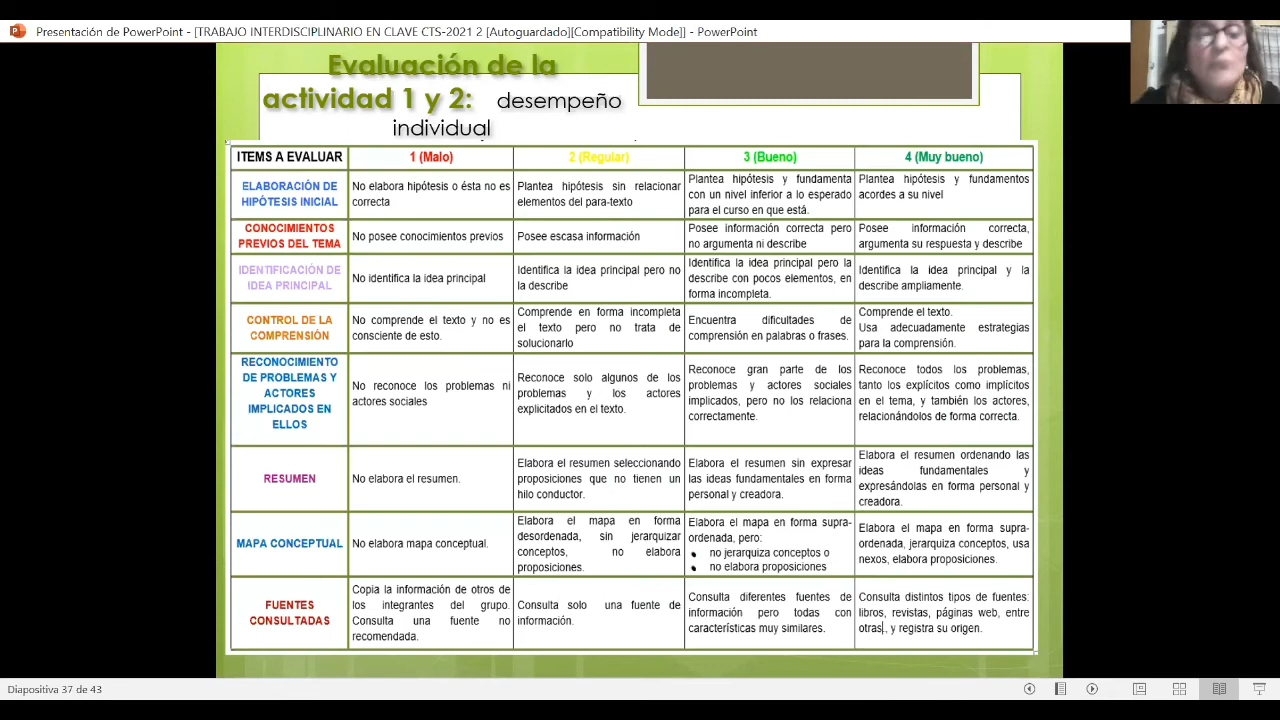 Presentación de PowerPoint - [TRABAJO INTERDISCIPLINARIO EN CLAVE CTS-2021 2 [Autoguardado][Compatibility Mode]] - PowerPoint
Evaluación de la
actividad 1 y 2: desempeño
individual
ITEMS A EVALUAR
1 (Malo)
2 (Regular)
3 (Bueno)
4 (Muy bueno)
ELABORACIÓN DE
HIPÓTESIS INICIAL
No elabora hipótesis o ésta no es
correcta
Plantea hipótesis sin relacionar
elementos del para-texto
Plantea hipótesis y fundamenta
con un nivel inferior a lo esperado
para el curso en que está.
Plantea hipótesis y fundamentos
acordes a su nivel
CONOCIMIENTOS
PREVIOS DEL TEMA
No posee conocimientos previos
Posee escasa información
Posee información correcta pero
no argumenta ni describe
Posee información correcta,
argumenta su respuesta y describe
IDENTIFICACIÓN DE
IDEA PRINCIPAL
No identifica la idea principal
Identifica la idea principal pero no
la describe
Identifica la idea principal pero la
describe con pocos elementos, en
forma incompleta.
Identifica la idea principal y la
describe ampliamente.
CONTROL DE LA
COMPRENSIÓN
No comprende el texto y no es
consciente de esto.
Comprende en forma incompleta
el texto pero no trata de
solucionarlo
Encuentra dificultades de
comprensión en palabras o frases.
Comprende el texto.
Usa adecuadamente estrategias
para la comprensión.
RECONOCIMIENTO
DE PROBLEMAS Y
ACTORES
IMPLICADOS EN
ELLOS
No reconoce los problemas ni
actores sociales
Reconoce solo algunos de los
problemas y los actores
explicitados en el texto.
Reconoce gran parte de los
problemas y actores sociales
implicados, pero no los relaciona
correctamente.
Reconoce todos los problemas,
tanto los explícitos como implícitos
en el tema, y también los actores,
relacionándolos de forma correcta.
RESUMEN
No elabora el resumen.
Elabora el resumen seleccionando
proposiciones que no tienen un
hilo conductor.
Elabora el resumen sin expresar
las ideas fundamentales en forma
personal y creadora.
Elabora el resumen ordenando las
ideas fundamentales y
expresándolas en forma personal y
creadora.
MAPA CONCEPTUAL
No elabora mapa conceptual.
Elabora el mapa en forma
desordenada, sin jerarquizar
conceptos, no elabora
proposiciones.
Elabora el mapa en forma supra-
ordenada, pero:
• no jerarquiza conceptos o
• no elabora proposiciones
Elabora el mapa en forma supra-
ordenada, jerarquiza conceptos, usa
nexos, elabora proposiciones.
FUENTES
CONSULTADAS
Copia la información de otros de
los integrantes del grupo.
Consulta una fuente no
recomendada.
Consulta solo una fuente de
información.
Consulta diferentes fuentes de
información pero todas con
características muy similares.
Consulta distintos tipos de fuentes:
libros, revistas, páginas web, entre
otras., y registra su origen.
Diapositiva 37 de 43